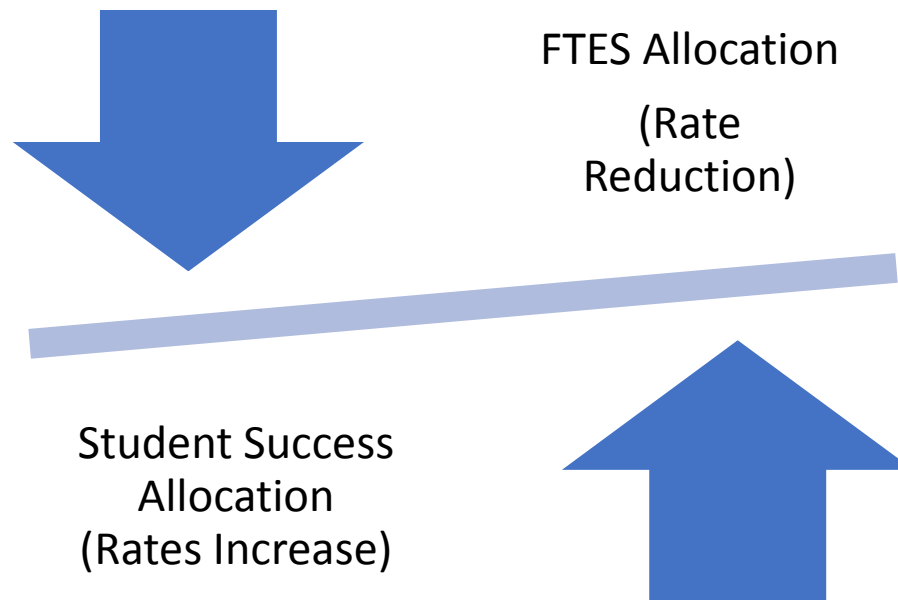 FTES Allocation
(Rate
Reduction)
Student Success
Allocation
(Rates Increase)